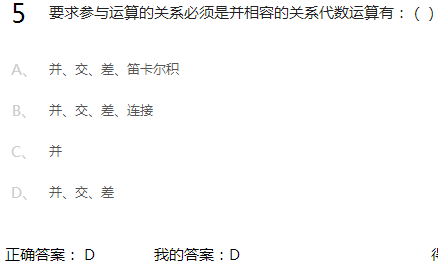 5 要求参与运算的关系必须是并相容的关系代数运算有：（ ）
A、 并、交、差、笛卡尔积
B、 并、交、差、连接
C、 并
D、 并、交、差
正确答案： D 我的答案：D